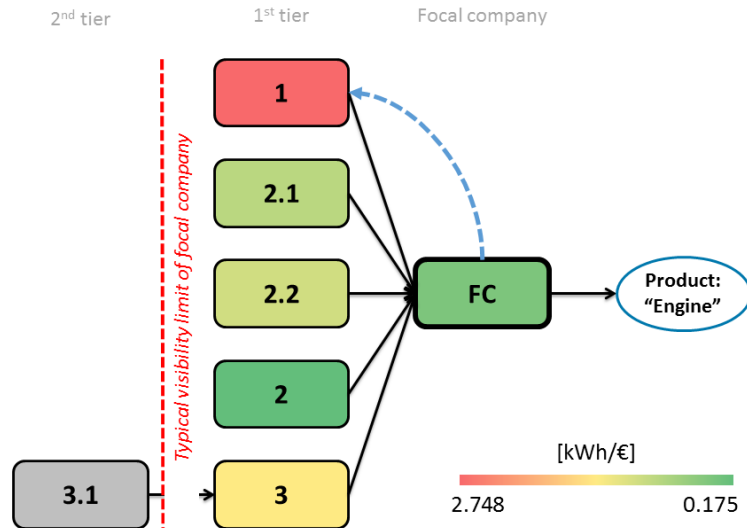 2nd tier
1st tier
Focal company
Typical visibility limit of focal company
1
2.1
2.2
FC
Product:
“Engine”
2
3.1
3
[kWh/€]
2.748
0.175